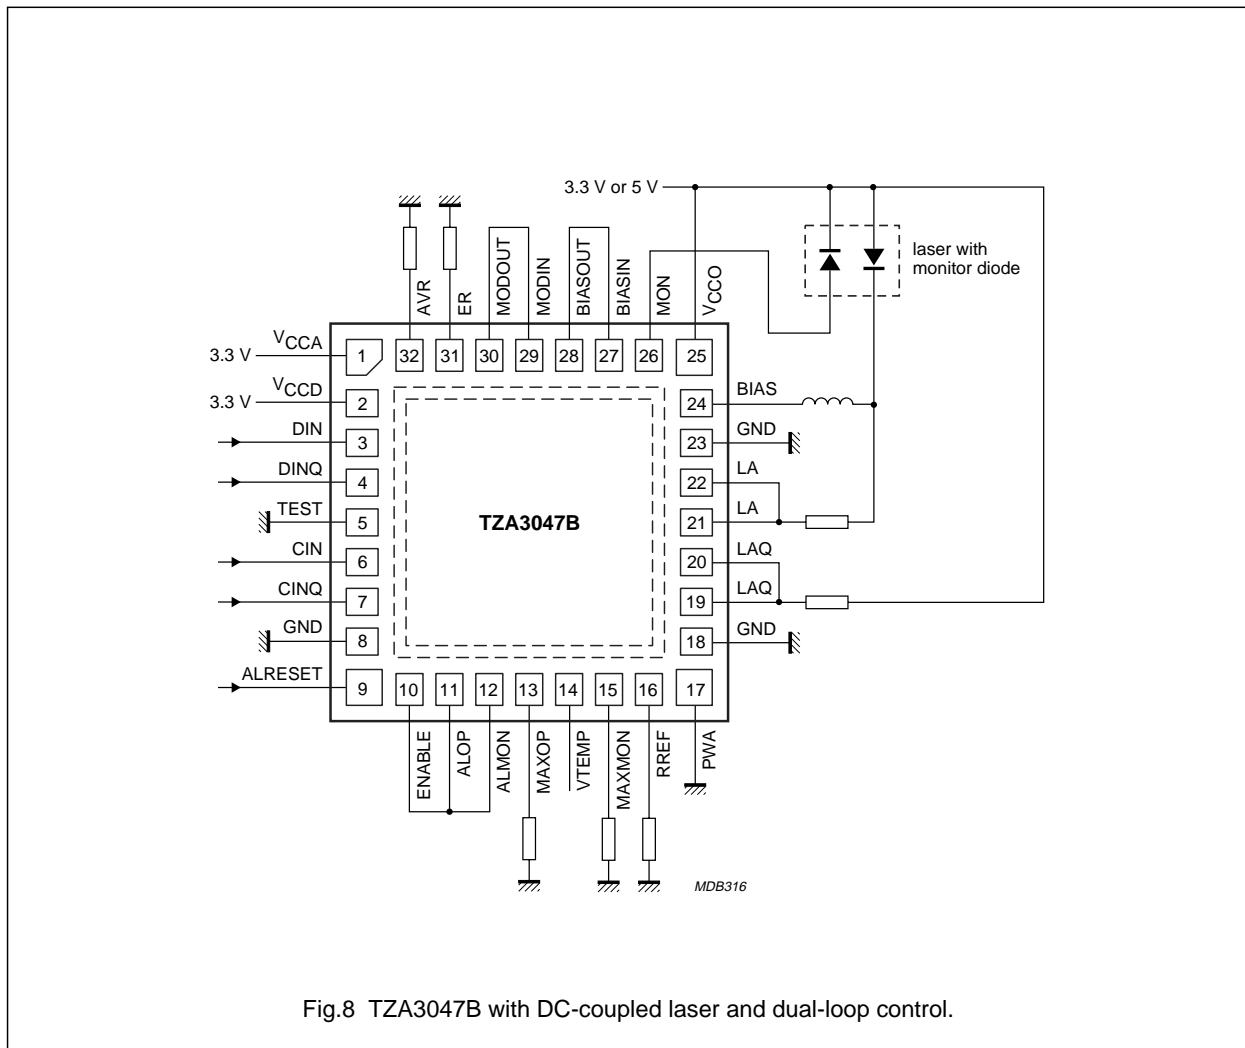 3.3 V or 5 V
laser with
monitor diode
AVR
ER
MODOUT
MODIN
BIASOUT
BIASIN
MON
VCCO
VCCA
3.3 V
1
32
31
30
29
28
27
26
25
VCCD
3.3 V
2
24
BIAS
DIN
3
23
GND
DINQ
4
22
LA
TEST
5
TZA3047B
21
LA
CIN
6
20
LAQ
CINQ
7
19
LAQ
GND
8
18
GND
ALRESET
9
10
11
12
13
14
15
16
17
ENABLE
ALOP
ALMON
MAXOP
VTEMP
MAXMON
RREF
PWA
MDB316
Fig.8 TZA3047B with DC-coupled laser and dual-loop control.